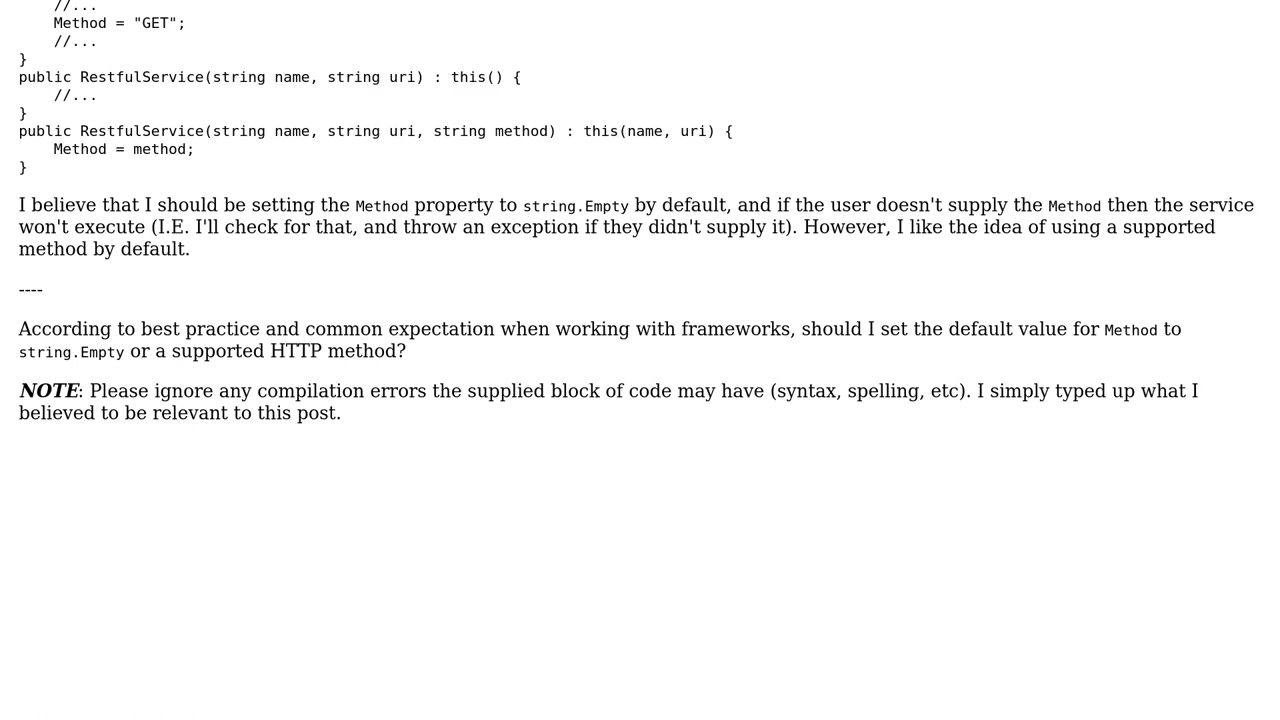 //...
Method = "GET";
//...
}
public RestfulService(string name, string uri) : this() {
//...
}
public RestfulService(string name, string uri, string method) : this(name, uri) {
Method = method;
}
I believe that I should be setting the Method property to string.Empty by default, and if the user doesn't supply the Method then the service
won't execute (I.E. I'll check for that, and throw an exception if they didn't supply it). However, I like the idea of using a supported
method by default.
----
According to best practice and common expectation when working with frameworks, should I set the default value for Method to
string.Empty or a supported HTTP method?
NOTE: Please ignore any compilation errors the supplied block of code may have (syntax, spelling, etc). I simply typed up what I
believed to be relevant to this post.